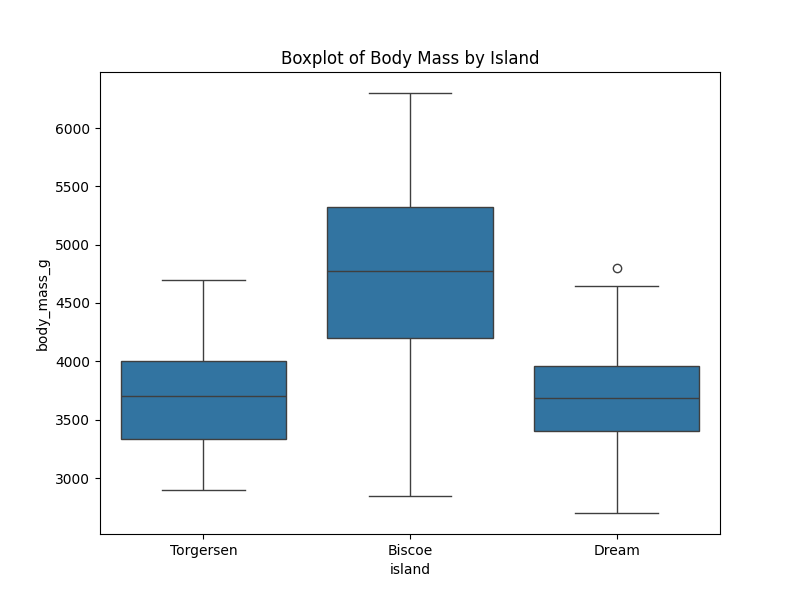 Boxplot of Body Mass by Island
body_mass_g
6000
5500
5000
4500
4000
3500
3000
Torgersen Biscoe Dream
island